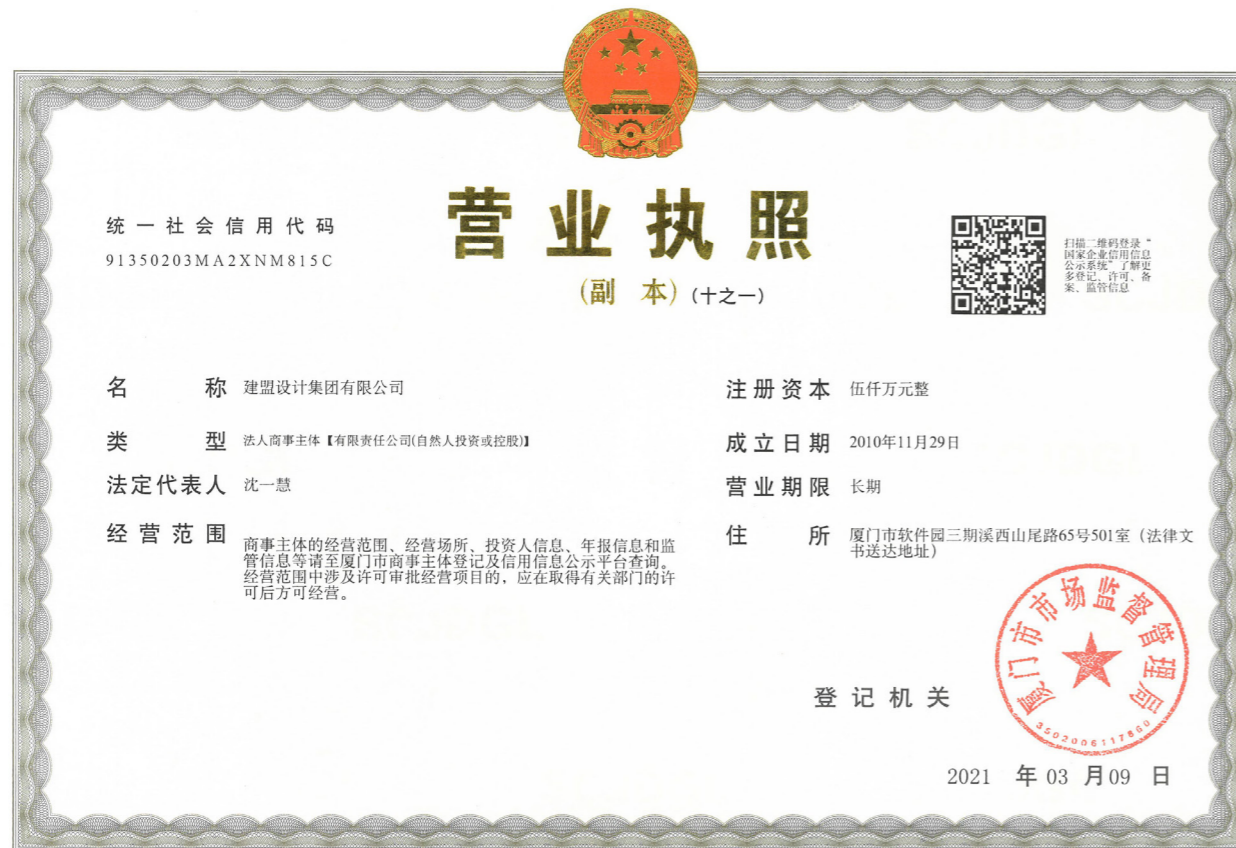 营业执照
(副 本) (十之一)
统一社会信用代码
91350203MA2XNM815C
扫描二维码登录“
国家企业信用信息
公示系统”了解更
多登记、许可、备
案、监管信息
名 称 建盟设计集团有限公司
类 型 法人商事主体【有限责任公司(自然人投资或控股)】
法定代表人 沈一慧
经营范围 商事主体的经营范围、经营场所、投资人信息、年报信息和监
管信息等请至厦门市商事主体登记及信用信息公示平台查询。
经营范围中涉及许可审批经营项目的，应在取得有关部门的许
可后方可经营。
注册资本 伍仟万元整
成立日期 2010年11月29日
营业期限 长期
住 所 厦门市软件园三期溪西山尾路65号501室（法律文
书送达地址）
登记机关
厦门市市场监督管理局
3502006117860
2021 年 03 月 09 日